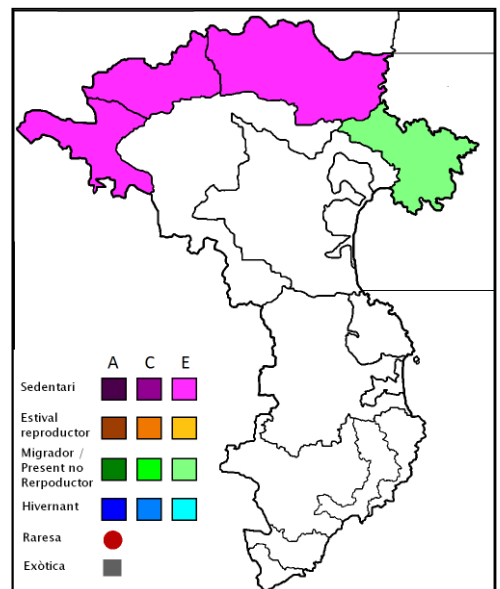 A C E
Sedentari
Estival
reproductor
Migrador /
Present no
Rerpoductor
Hivernant
Raresa
Exòtica